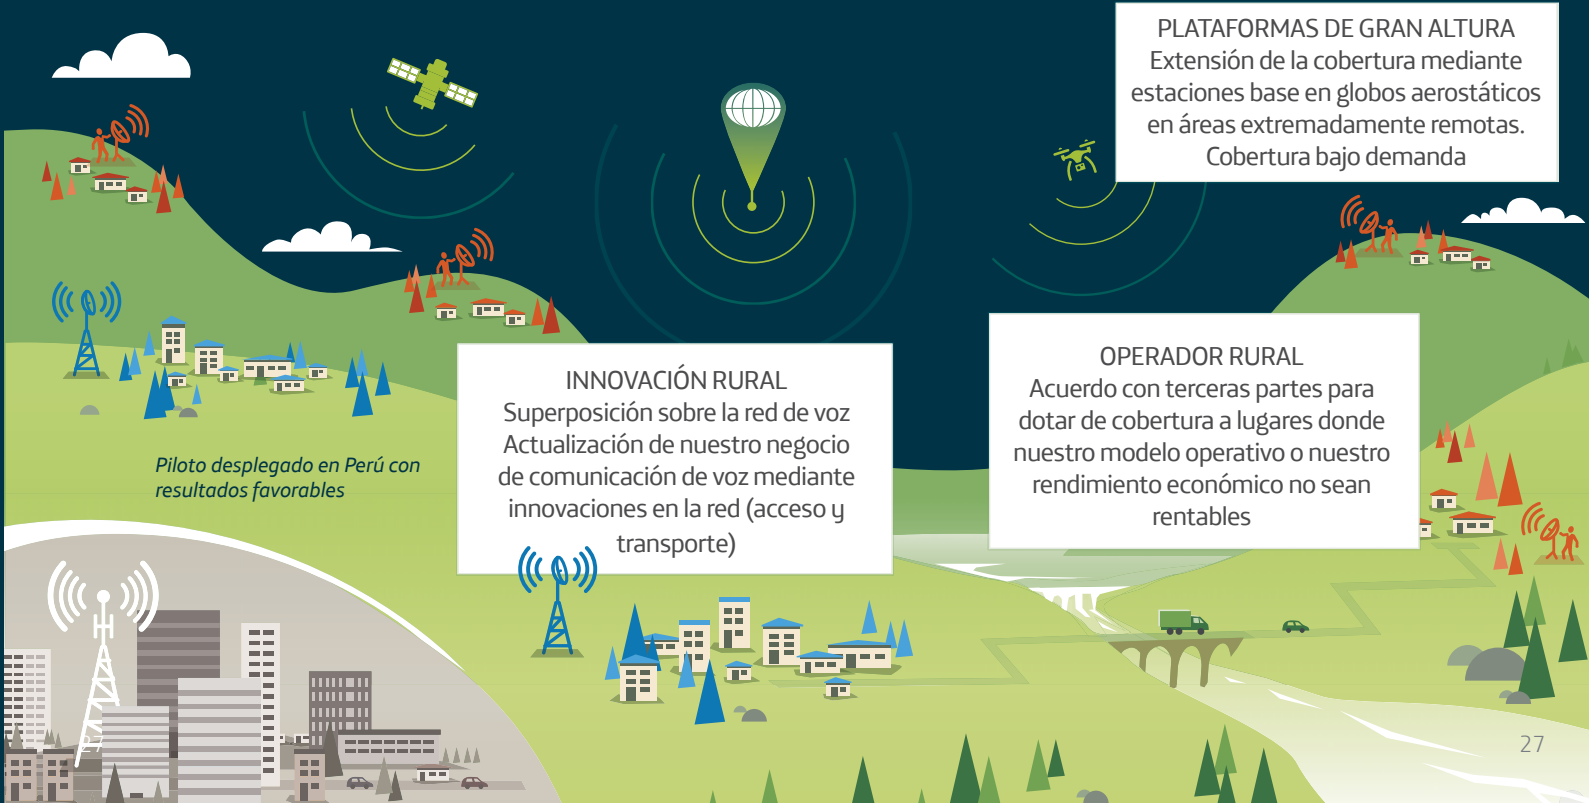 PLATAFORMAS DE GRAN ALTURA
Extensión de la cobertura mediante
estaciones base en globos aerostáticos
en áreas extremadamente remotas.
Cobertura bajo demanda
INNOVACIÓN RURAL
Superposición sobre la red de voz
Actualización de nuestro negocio
de comunicación de voz mediante
innovaciones en la red (acceso y
transporte)
OPERADOR RURAL
Acuerdo con terceras partes para
dotar de cobertura a lugares donde
nuestro modelo operativo o nuestro
rendimiento económico no sean
rentables
Piloto desplegado en Perú con
resultados favorables
27
27